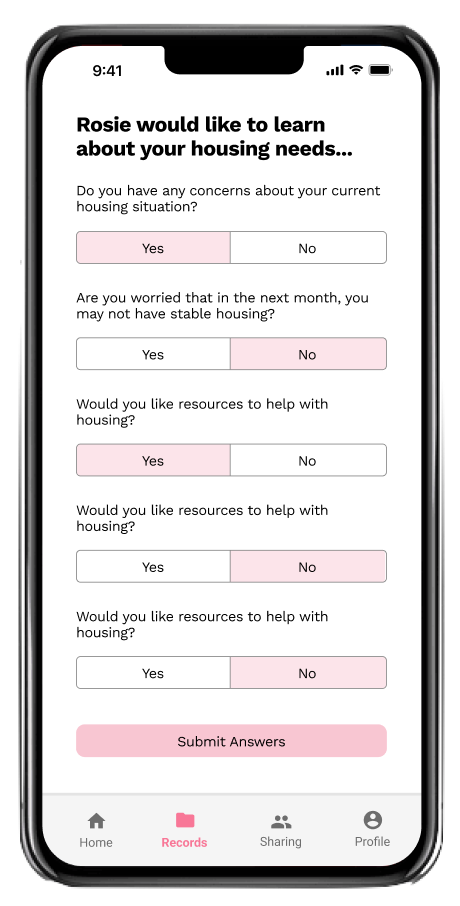 9:41
Rosie would like to learn
about your housing needs...
Do you have any concerns about your current
housing situation?
Yes No
Are you worried that in the next month, you
may not have stable housing?
Yes No
Would you like resources to help with
housing?
Yes No
Would you like resources to help with
housing?
Yes No
Would you like resources to help with
housing?
Yes No
Submit Answers
Home Records Sharing Profile